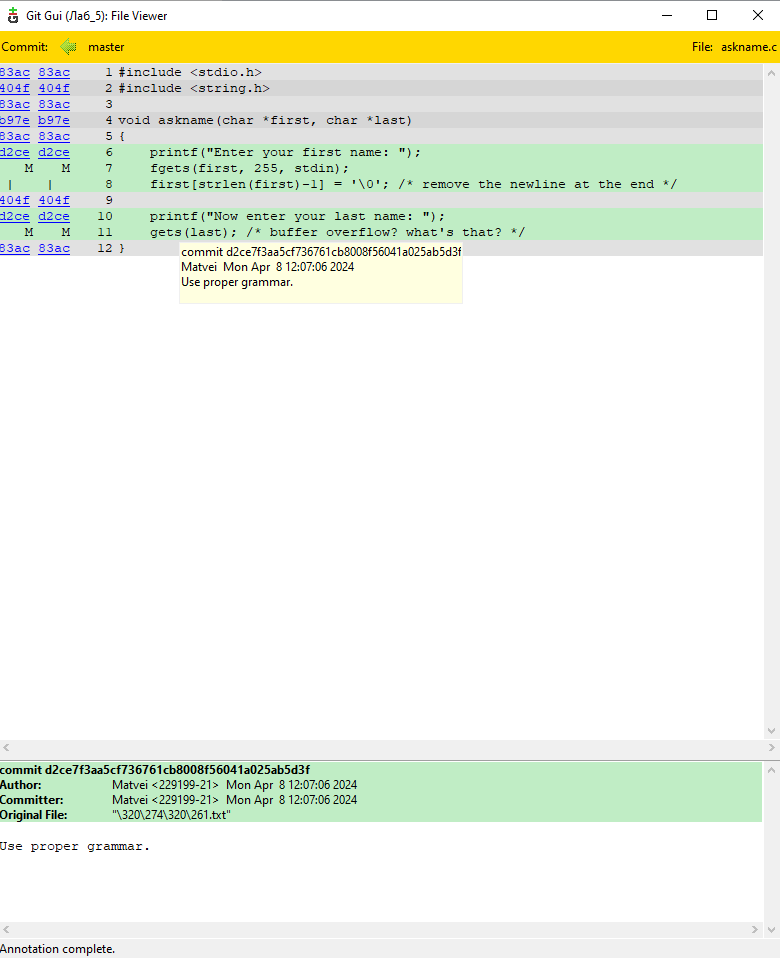 Git Gui (Лаб_5): File Viewer
Commit: master File: askname.c
83ac 83ac 1 #include <stdio.h>
404f 404f 2 #include <string.h>
83ac 83ac 3
b97e b97e 4 void askname(char *first, char *last)
83ac 83ac 5 {
d2ce d2ce 6 printf("Enter your first name: ");
M M 7 fgets(first, 255, stdin);
| | 8 first[strlen(first)-1] = '\0'; /* remove the newline at the end */
404f 404f 9
d2ce d2ce 10 printf("Now enter your last name: ");
M M 11 gets(last); /* buffer overflow? what's that? */
83ac 83ac 12 }
commit d2ce7f3aa5cf736761cb8008f56041a025ab5d3f
Matvei Mon Apr 8 12:07:06 2024
Use proper grammar.
commit d2ce7f3aa5cf736761cb8008f56041a025ab5d3f
Author: Matvei <229199-21> Mon Apr 8 12:07:06 2024
Committer: Matvei <229199-21> Mon Apr 8 12:07:06 2024
Original File: "\320\274\320\261.txt"
Use proper grammar.
Annotation complete.